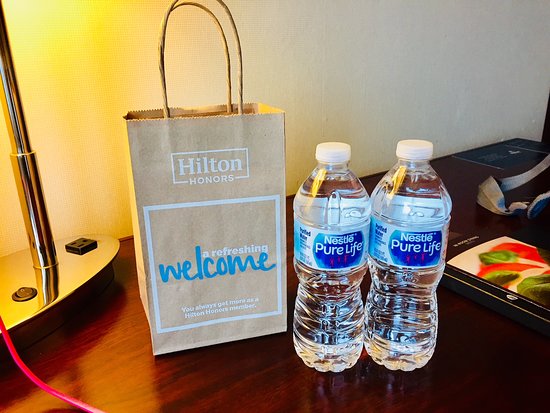 Hilton
HONORS
a refreshing
welcome
You always get more as a
Hilton Honors member.
Nestlé
Pure Life
Nestlé
Pure Life